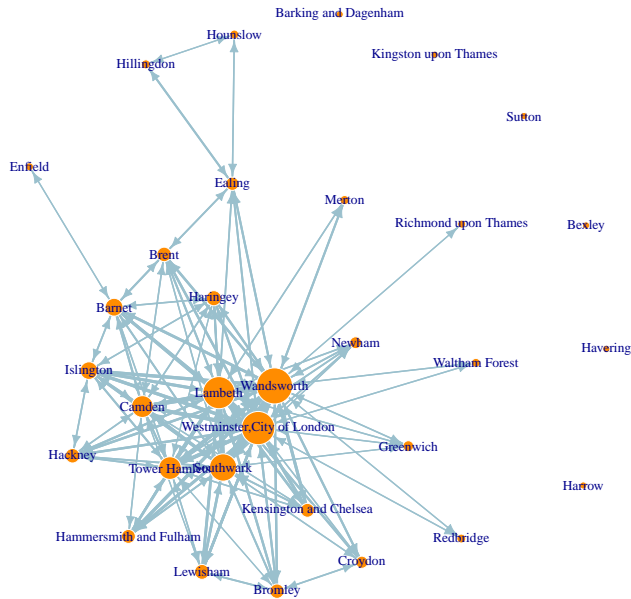 Barking and Dagenham
Hounslow
Kingston upon Thames
Hillingdon
Sutton
Enfield
Ealing
Merton
Richmond upon Thames
Bexley
Brent
Haringey
Barnet
Newham
Havering
Waltham Forest
Islington
Wandsworth
Lambeth
Camden
Westminster,City of London
Greenwich
Hackney
Tower Hamlets
Southwark
Harrow
Kensington and Chelsea
Hammersmith and Fulham
Redbridge
Croydon
Lewisham
Bromley